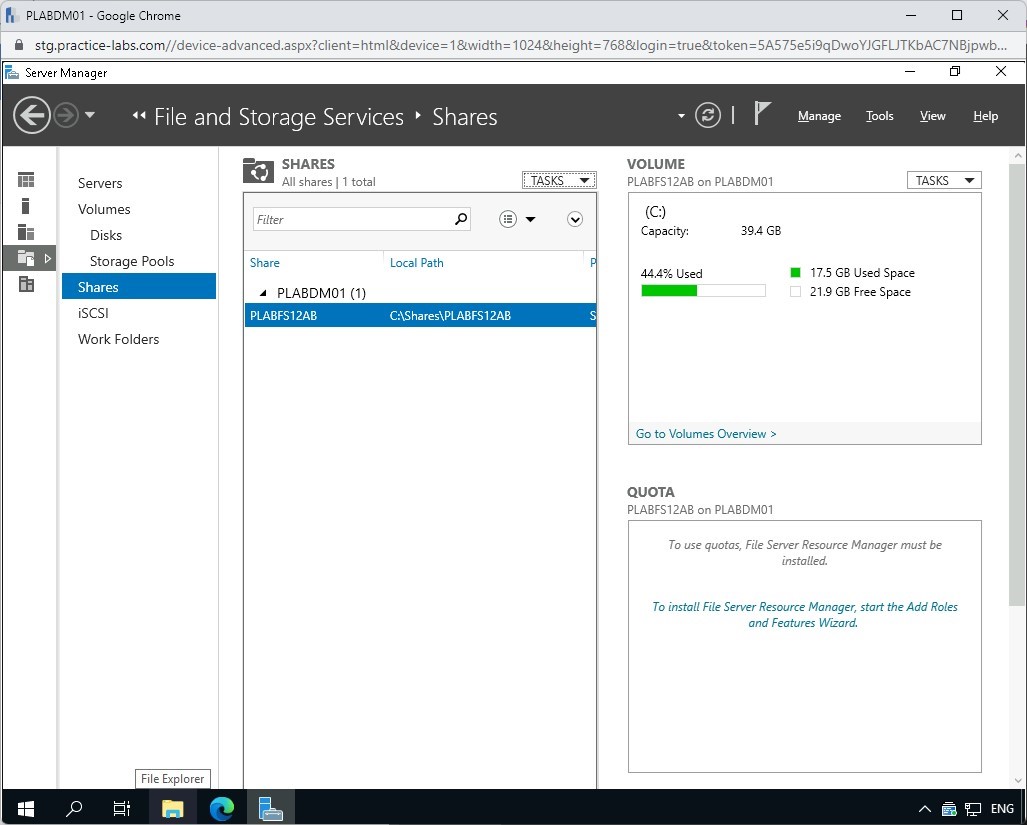 PLABDM01 - Google Chrome
stg.practice-labs.com//device-advanced.aspx?client=html&device=1&width=1024&height=768&login=true&token=5A575e5i9qDwoYJGFLJTKbAC7NBjpwb...
Server Manager
File and Storage Services
Shares
Manage
Tools
View
Help
Servers
Volumes
Disks
Storage Pools
Shares
iSCSI
Work Folders
SHARES
All shares | 1 total
TASKS
Filter
Share
Local Path
P
PLABDM01 (1)
PLABFS12AB
C:\Shares\PLABFS12AB
S
VOLUME
PLABFS12AB on PLABDM01
TASKS
(C:)
Capacity:
39.4 GB
44.4% Used
17.5 GB Used Space
21.9 GB Free Space
Go to Volumes Overview >
QUOTA
PLABFS12AB on PLABDM01
To use quotas, File Server Resource Manager must be
installed.
To install File Server Resource Manager, start the Add Roles
and Features Wizard.
File Explorer
ENG